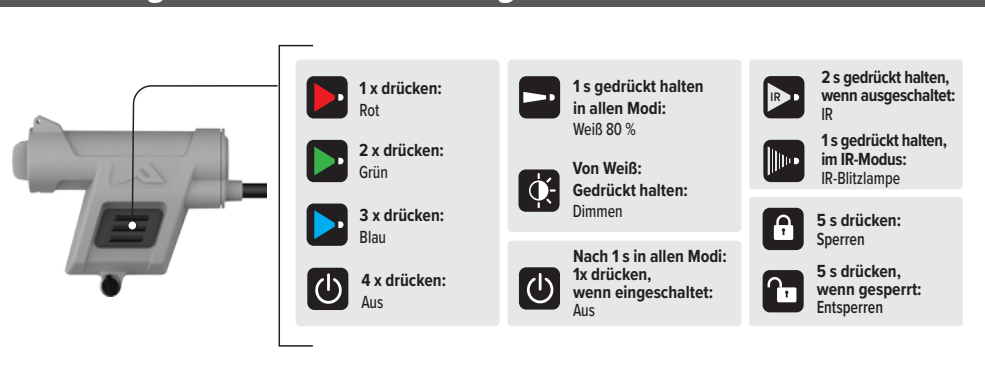 1 x drücken:
Rot
2 x drücken:
Grün
3 x drücken:
Blau
4 x drücken:
Aus
1 s gedrückt halten
in allen Modi:
Weiß 80 %
Von Weiß:
Gedrückt halten:
Dimmen
Nach 1 s in allen Modi:
1x drücken,
wenn eingeschaltet:
Aus
IR
2 s gedrückt halten,
wenn ausgeschaltet:
IR
1 s gedrückt halten,
im IR-Modus:
IR-Blitzlampe
5 s drücken:
Sperren
5 s drücken,
wenn gesperrt:
Entsperren